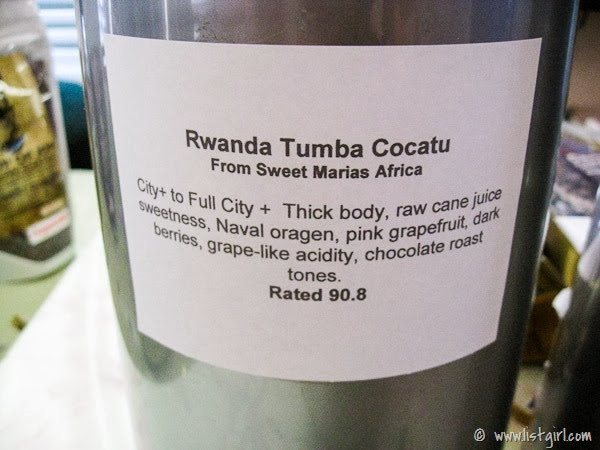 Rwanda Tumba Cocatu
From Sweet Marias Africa
City+ to Full City + Thick body, raw cane juice
sweetness, Naval oragen, pink grapefruit, dark
berries, grape-like acidity, chocolate roast
tones.
Rated 90.8
© www.listgirl.com